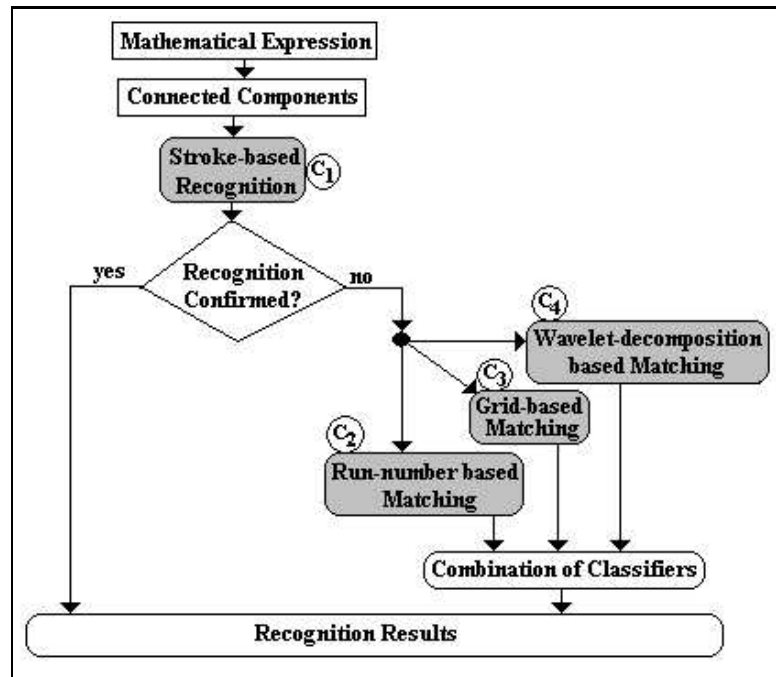 Mathematical Expression
Connected Components
Stroke-based
Recognition
C1
yes
Recognition
Confirmed?
no
C4
Wavelet-decomposition
based Matching
C3
Grid-based
Matching
C2
Run-number based
Matching
Combination of Classifiers
Recognition Results